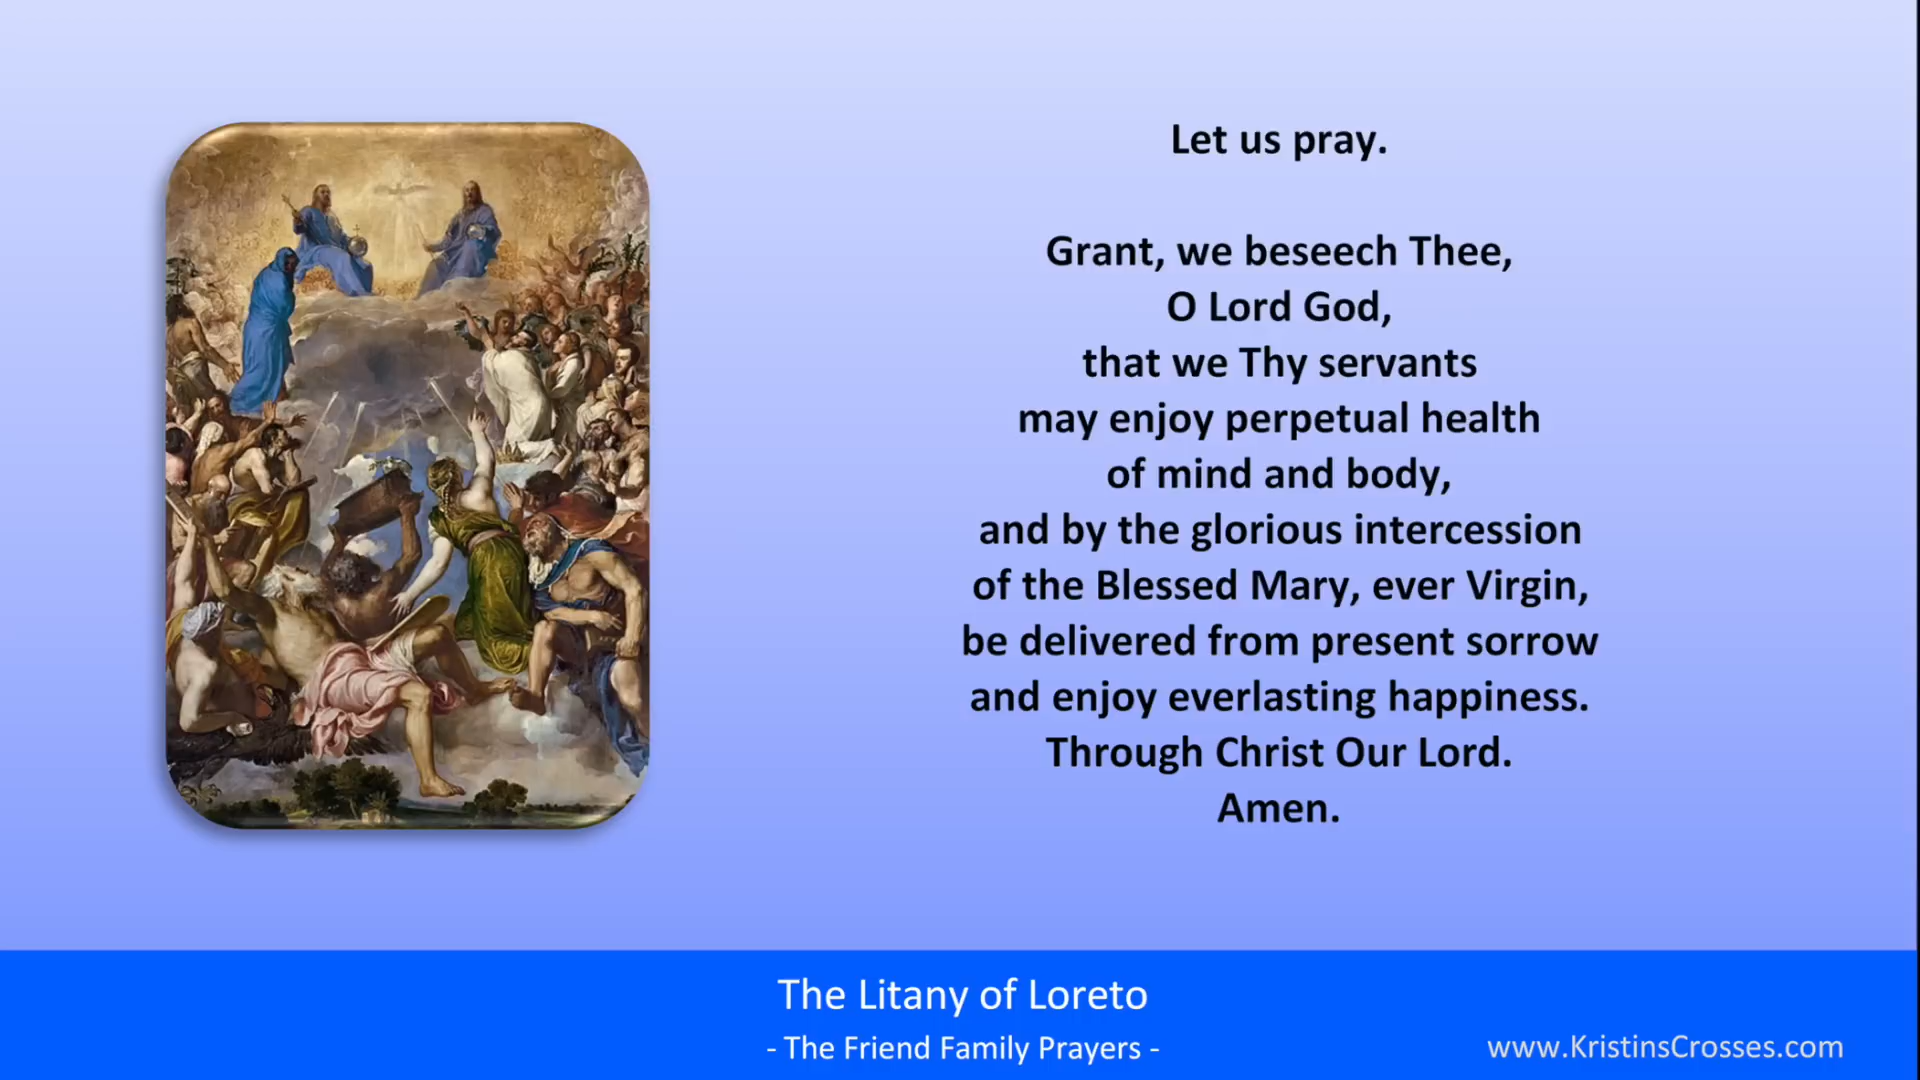 Let us pray.
Grant, we beseech Thee,
O Lord God,
that we Thy servants
may enjoy perpetual health
of mind and body,
and by the glorious intercession
of the Blessed Mary, ever Virgin,
be delivered from present sorrow
and enjoy everlasting happiness.
Through Christ Our Lord.
Amen.
The Litany of Loreto
- The Friend Family Prayers -
www.KristinsCrosses.com